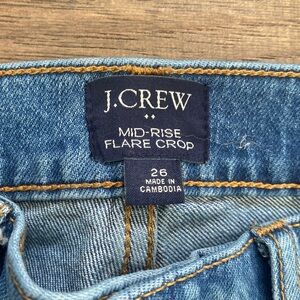 J.CREW
MID-RISE
FLARE CROP
26
MADE IN
CAMBODIA